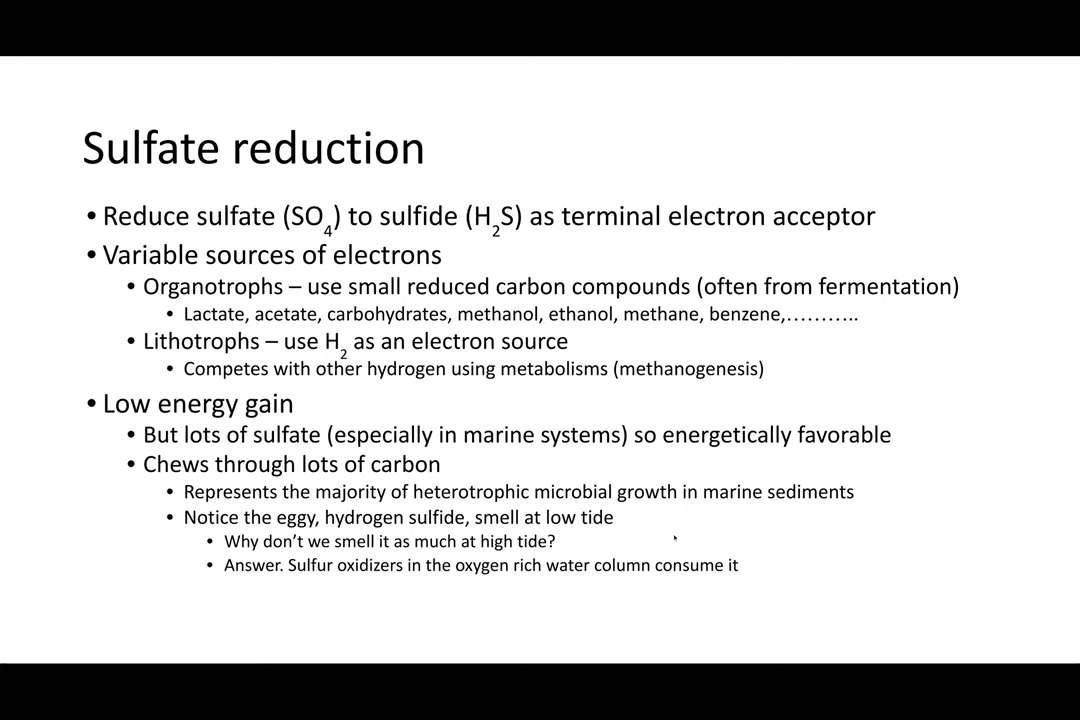 Sulfate reduction
• Reduce sulfate (SO4) to sulfide (H2S) as terminal electron acceptor
• Variable sources of electrons
• Organotrophs – use small reduced carbon compounds (often from fermentation)
• Lactate, acetate, carbohydrates, methanol, ethanol, methane, benzene,………..
• Lithotrophs – use H2 as an electron source
• Competes with other hydrogen using metabolisms (methanogenesis)
• Low energy gain
• But lots of sulfate (especially in marine systems) so energetically favorable
• Chews through lots of carbon
• Represents the majority of heterotrophic microbial growth in marine sediments
• Notice the eggy, hydrogen sulfide, smell at low tide
• Why don’t we smell it as much at high tide?
• Answer. Sulfur oxidizers in the oxygen rich water column consume it